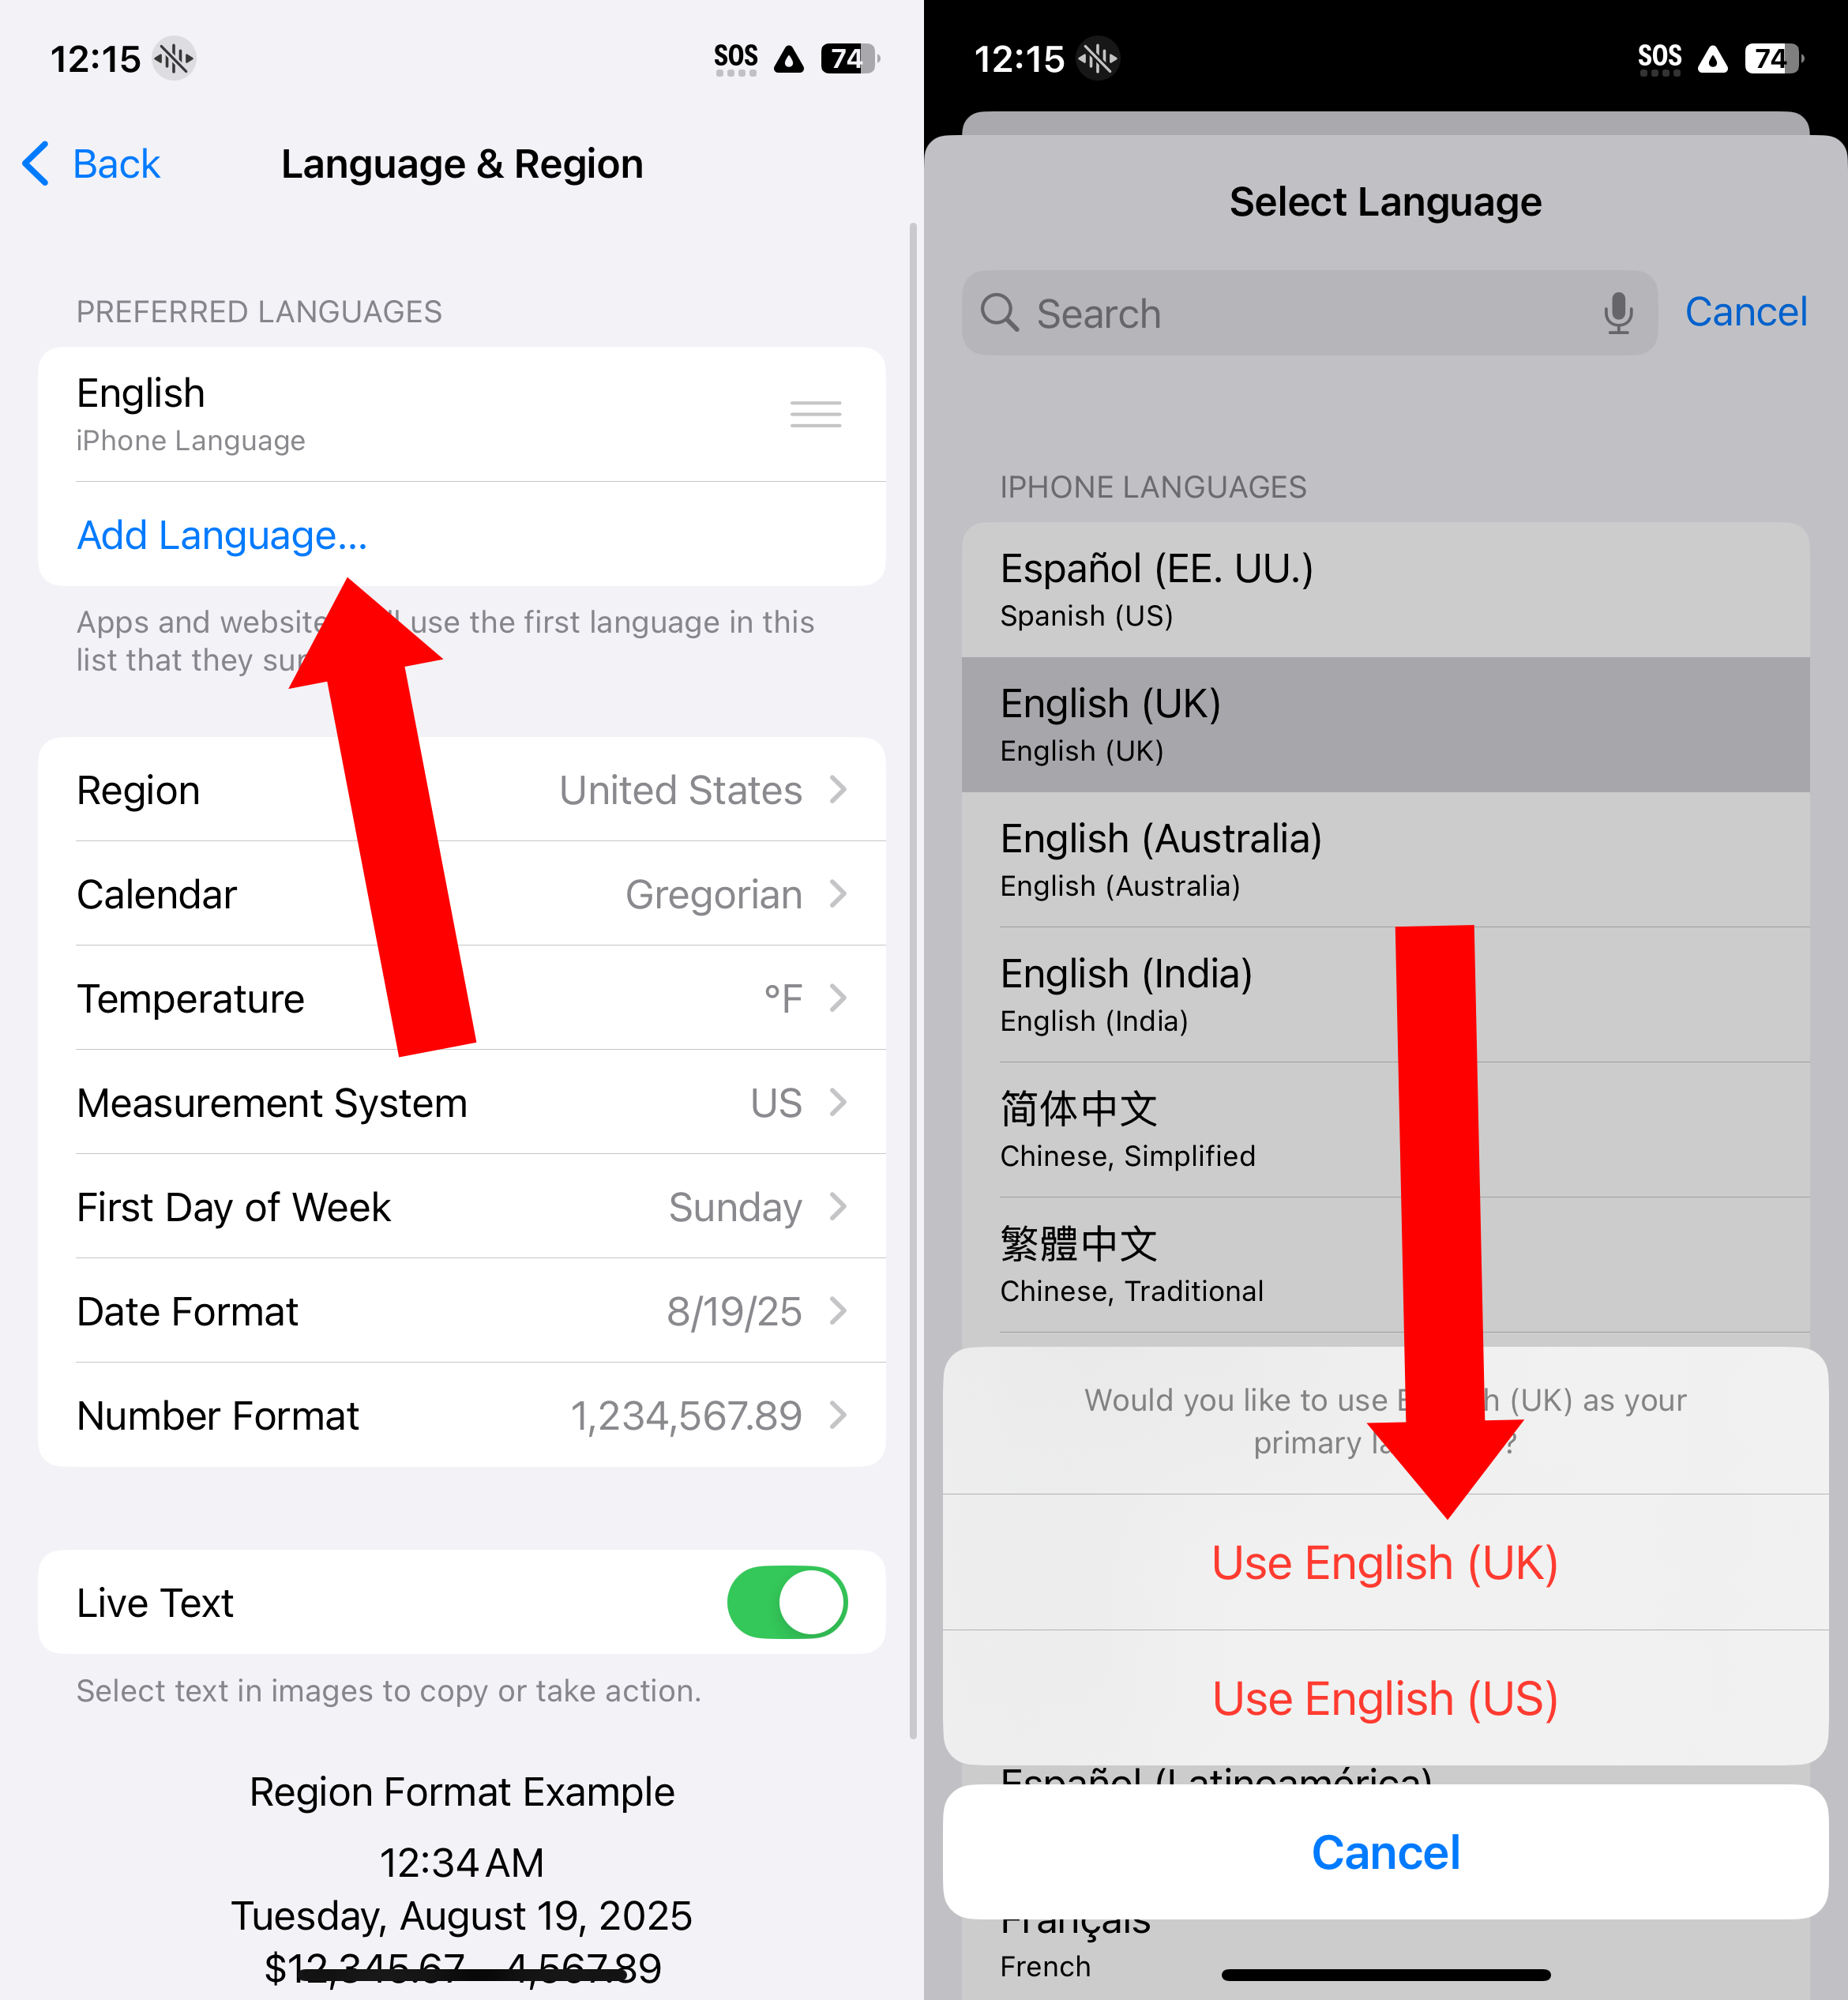 12:15
SOS 74
Back
Language & Region
PREFERRED LANGUAGES
English
iPhone Language
Add Language...
Apps and website use the first language in this
list that they
Region United States
Calendar Gregorian
Temperature °F
Measurement System US
First Day of Week Sunday
Date Format 8/19/25
Number Format 1,234,567.89
Live Text
Select text in images to copy or take action.
Region Format Example
12:34 AM
Tuesday, August 19, 2025
$12,345.67 4,567.89
12:15
SOS 74
Select Language
Search Cancel
IPHONE LANGUAGES
Español (EE. UU.)
Spanish (US)
English (UK)
English (UK)
English (Australia)
English (Australia)
English (India)
English (India)
简体中文
Chinese, Simplified
繁體中文
Chinese, Traditional
Would you like to use (UK) as your
primary ?
Use English (UK)
Use English (US)
Español (Latinoamérica)
Cancel
Français
French